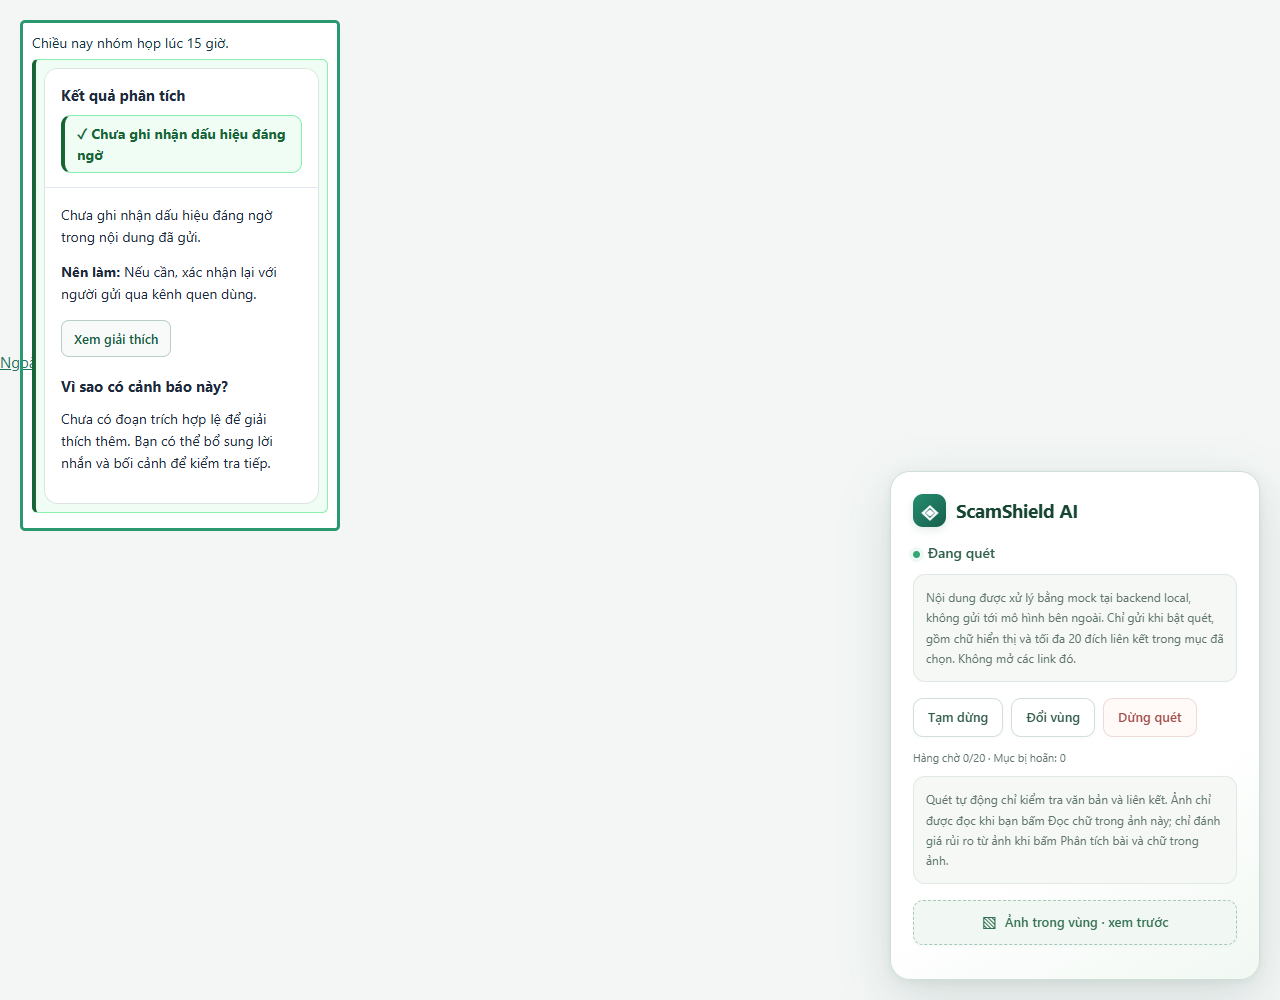 Chiều nay nhóm họp lúc 15 giờ.
Kết quả phân tích
✓ Chưa ghi nhận dấu hiệu đáng
ngờ
Chưa ghi nhận dấu hiệu đáng ngờ
trong nội dung đã gửi.
Nên làm: Nếu cần, xác nhận lại với
người gửi qua kênh quen dùng.
Xem giải thích
Vì sao có cảnh báo này?
Chưa có đoạn trích hợp lệ để giải
thích thêm. Bạn có thể bổ sung lời
nhắn và bối cảnh để kiểm tra tiếp.
ScamShield AI
Đang quét
Nội dung được xử lý bằng mock tại backend local,
không gửi tới mô hình bên ngoài. Chỉ gửi khi bật quét,
gồm chữ hiển thị và tối đa 20 đích liên kết trong mục đã
chọn. Không mở các link đó.
Tạm dừng
Đổi vùng
Dừng quét
Hàng chờ 0/20 · Mục bị hoãn: 0
Quét tự động chỉ kiểm tra văn bản và liên kết. Ảnh chỉ
được đọc khi bạn bấm Đọc chữ trong ảnh này; chỉ đánh
giá rủi ro từ ảnh khi bấm Phân tích bài và chữ trong
ảnh.
Ảnh trong vùng · xem trước